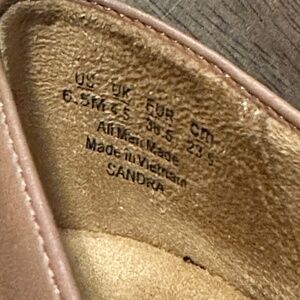 US UK EUR cm
6.5M 4.5 36.5 23.5
All Man Made
Made in Vietnam
SANDRA